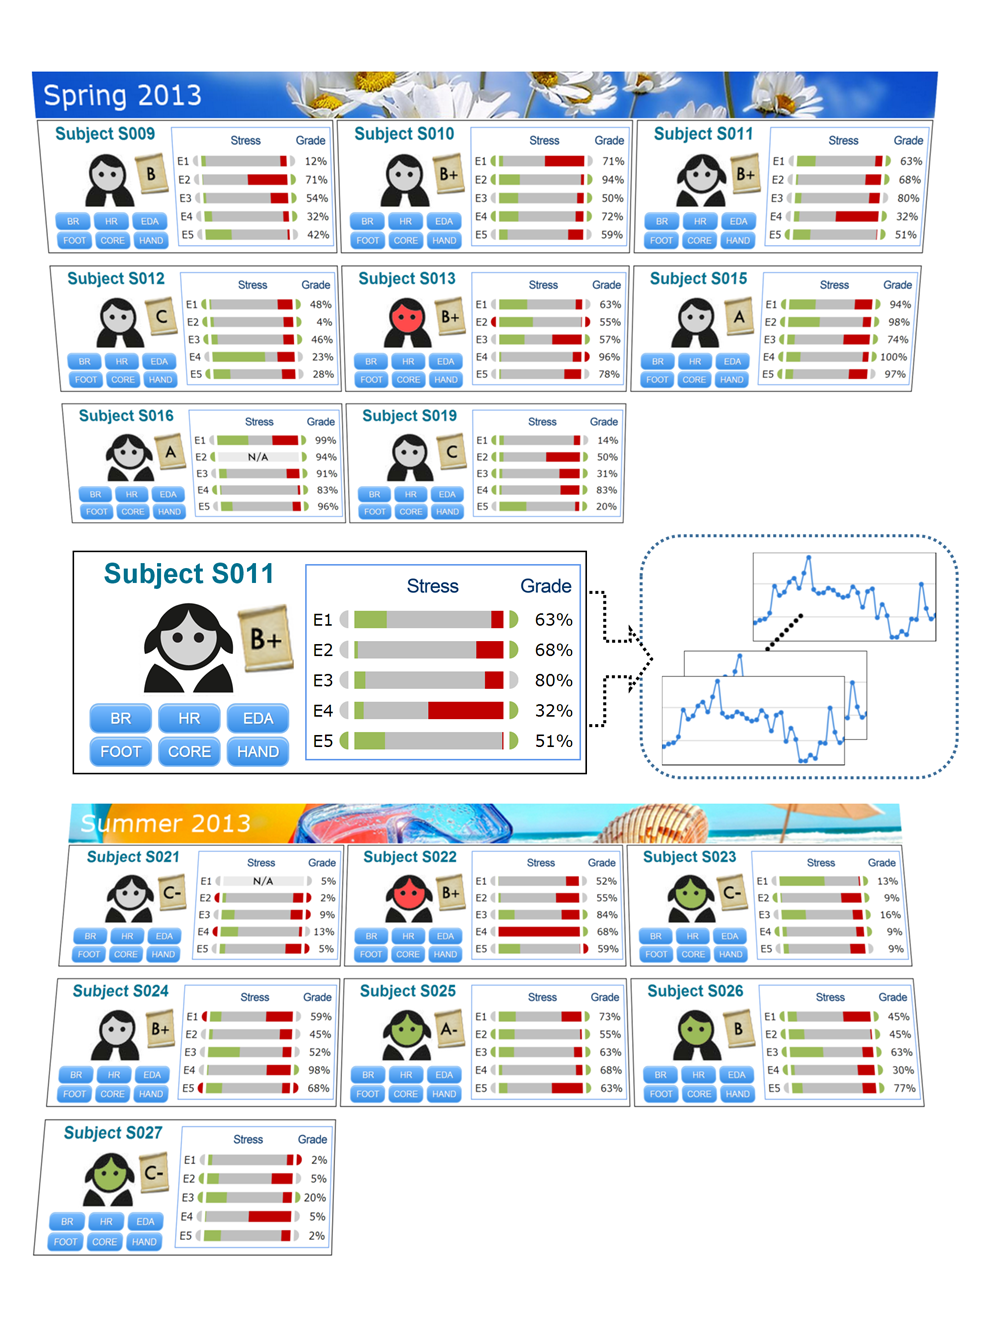 Spring 2013
Subject S009
Stress Grade
B
E1 12%
E2 71%
E3 54%
E4 32%
E5 42%
BR HR EDA
FOOT CORE HAND
Subject S010
Stress Grade
B+
E1 71%
E2 94%
E3 50%
E4 72%
E5 59%
BR HR EDA
FOOT CORE HAND
Subject S011
Stress Grade
B+
E1 63%
E2 68%
E3 80%
E4 32%
E5 51%
BR HR EDA
FOOT CORE HAND
Subject S012
Stress Grade
C
E1 48%
E2 4%
E3 46%
E4 23%
E5 28%
BR HR EDA
FOOT CORE HAND
Subject S013
Stress Grade
B+
E1 63%
E2 55%
E3 57%
E4 96%
E5 78%
BR HR EDA
FOOT CORE HAND
Subject S015
Stress Grade
A
E1 94%
E2 98%
E3 74%
E4 100%
E5 97%
BR HR EDA
FOOT CORE HAND
Subject S016
Stress Grade
A
E1 99%
E2 N/A 94%
E3 91%
E4 83%
E5 96%
BR HR EDA
FOOT CORE HAND
Subject S019
Stress Grade
C
E1 14%
E2 50%
E3 31%
E4 83%
E5 20%
BR HR EDA
FOOT CORE HAND
Subject S011
Stress Grade
B+
E1 63%
E2 68%
E3 80%
E4 32%
E5 51%
BR HR EDA
FOOT CORE HAND
Summer 2013
Subject S021
Stress Grade
C-
E1 N/A 5%
E2 2%
E3 9%
E4 13%
E5 5%
BR HR EDA
FOOT CORE HAND
Subject S022
Stress Grade
B+
E1 52%
E2 55%
E3 84%
E4 68%
E5 59%
BR HR EDA
FOOT CORE HAND
Subject S023
Stress Grade
C-
E1 13%
E2 9%
E3 16%
E4 9%
E5 9%
BR HR EDA
FOOT CORE HAND
Subject S024
Stress Grade
B+
E1 59%
E2 45%
E3 52%
E4 98%
E5 68%
BR HR EDA
FOOT CORE HAND
Subject S025
Stress Grade
A-
E1 73%
E2 55%
E3 63%
E4 68%
E5 63%
BR HR EDA
FOOT CORE HAND
Subject S026
Stress Grade
B
E1 45%
E2 45%
E3 63%
E4 30%
E5 77%
BR HR EDA
FOOT CORE HAND
Subject S027
Stress Grade
C-
E1 2%
E2 5%
E3 20%
E4 5%
E5 2%
BR HR EDA
FOOT CORE HAND